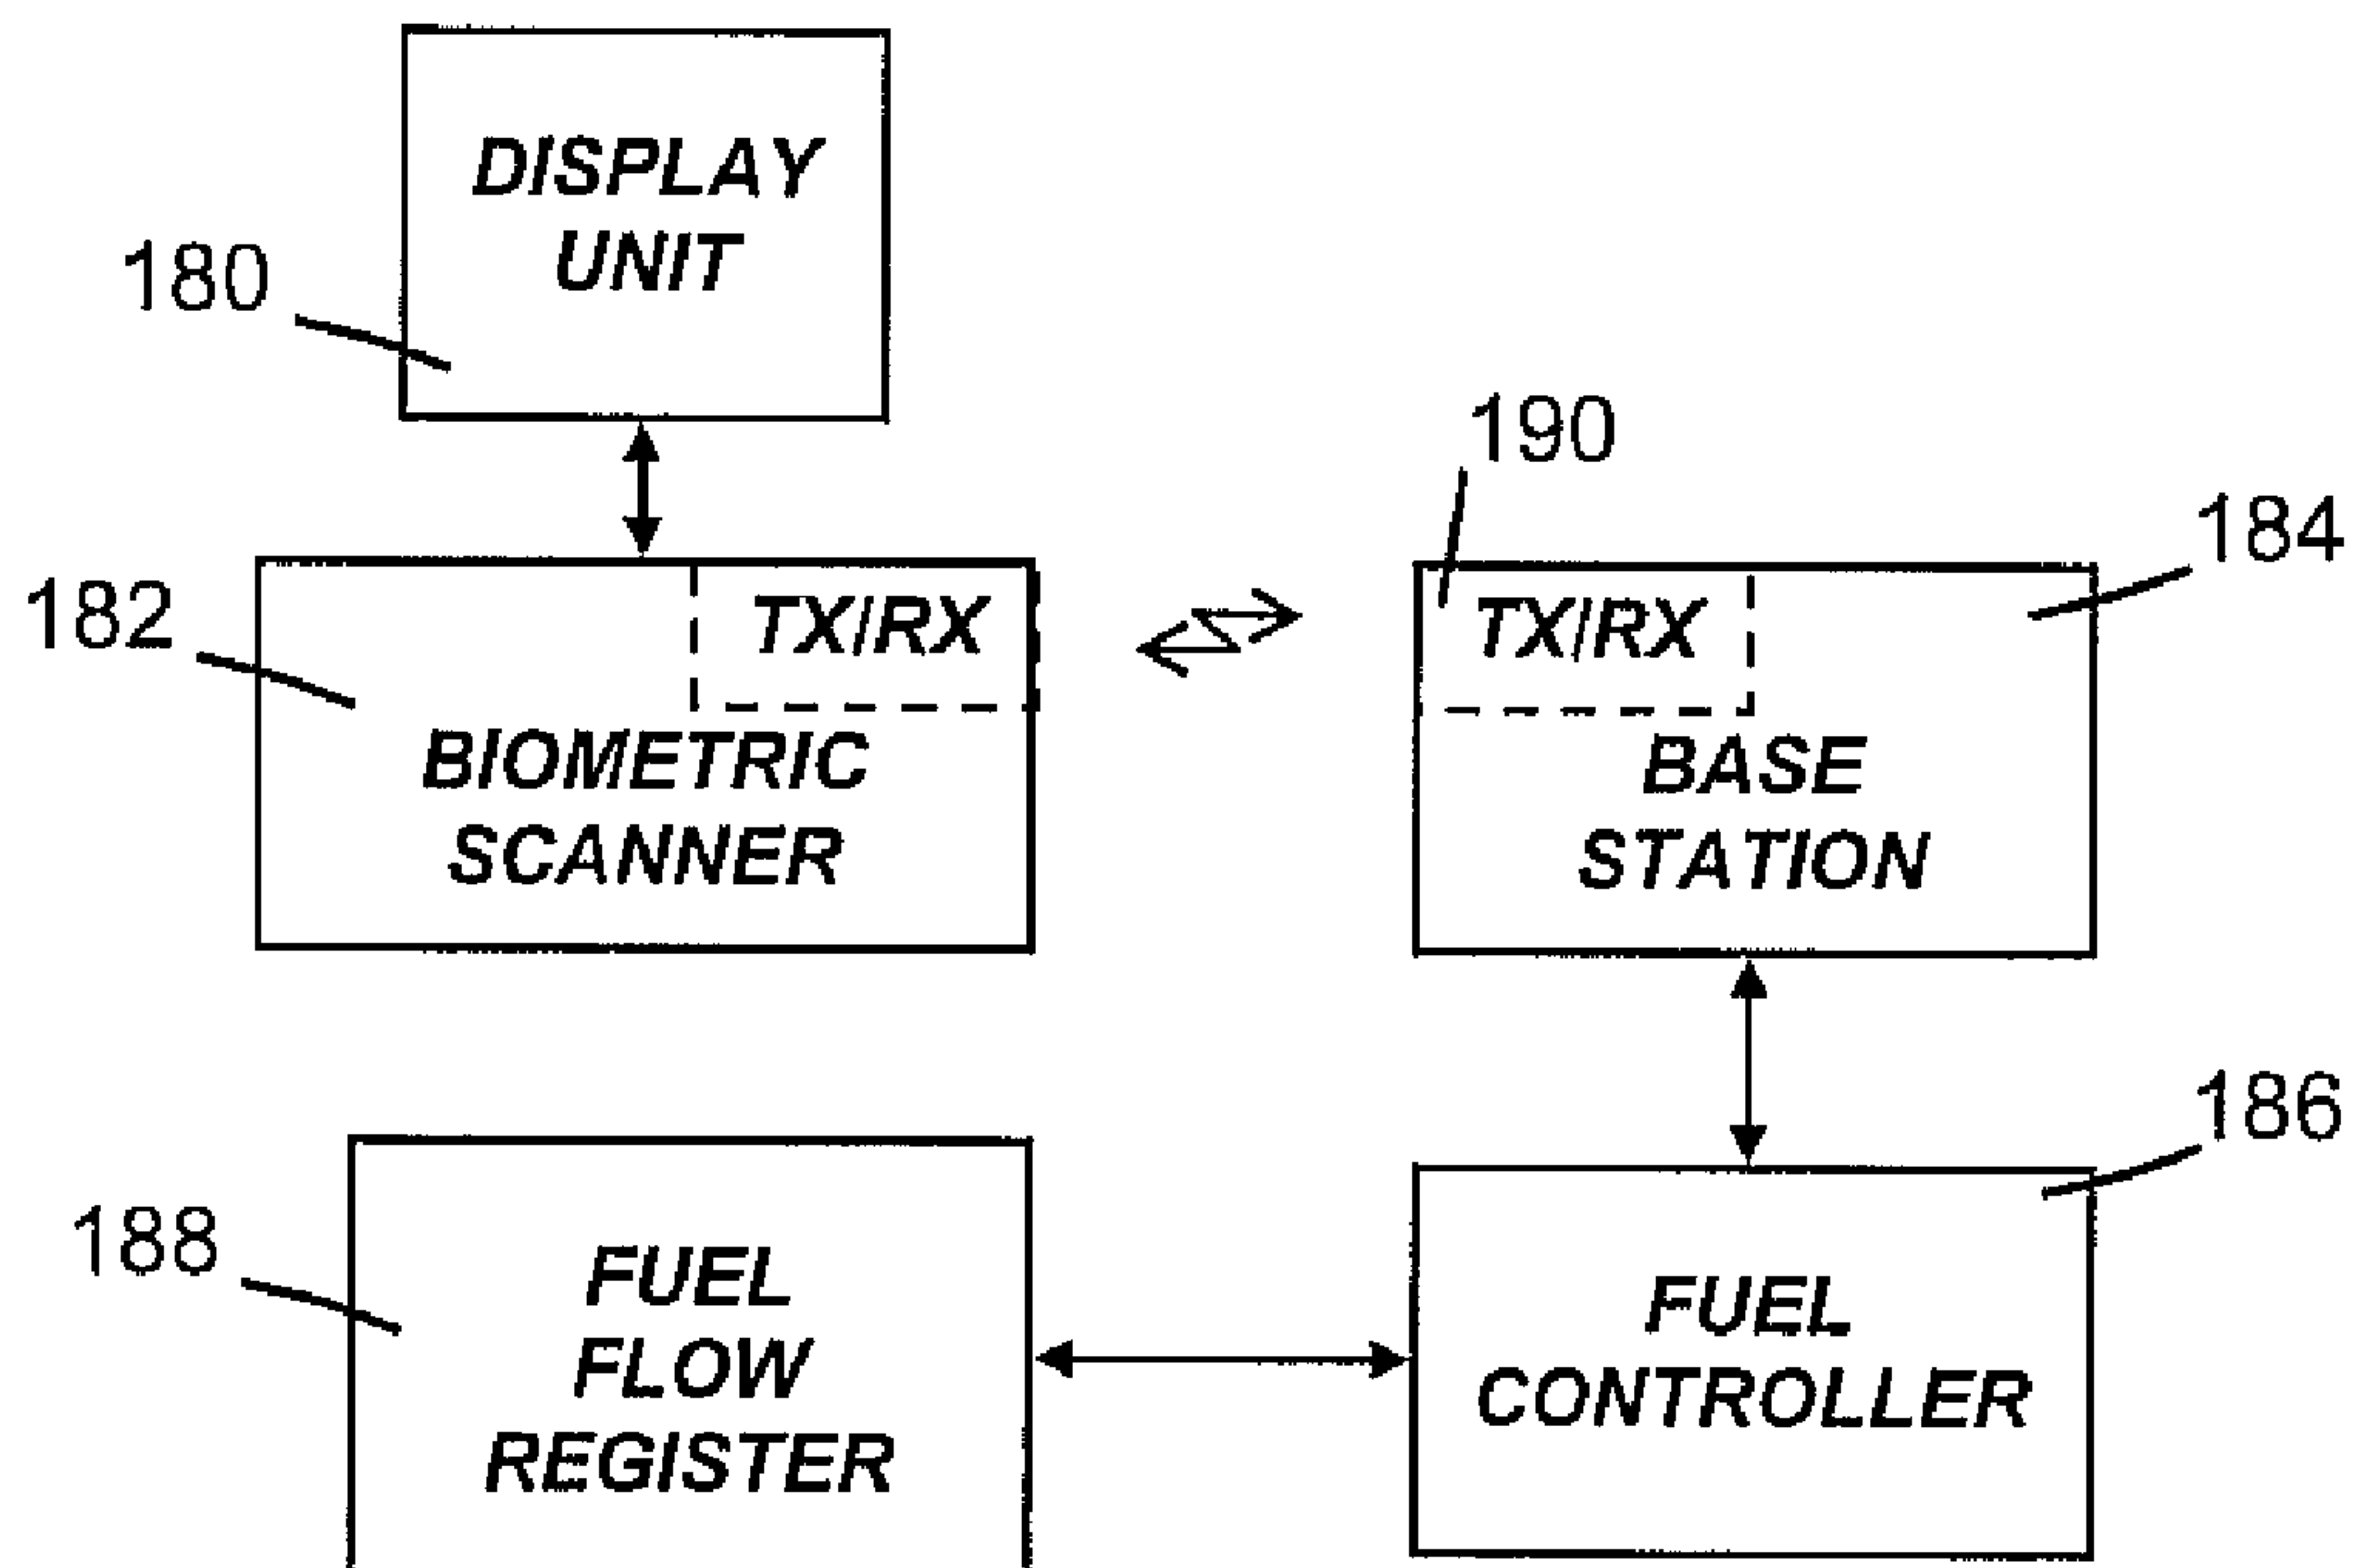 DISPLAY
UNIT
180
190
184
182
TX/RX
TX/RX
BIOMETRIC
SCANNER
BASE
STATION
186
188
FUEL
FLOW
REGISTER
FUEL
CONTROLLER